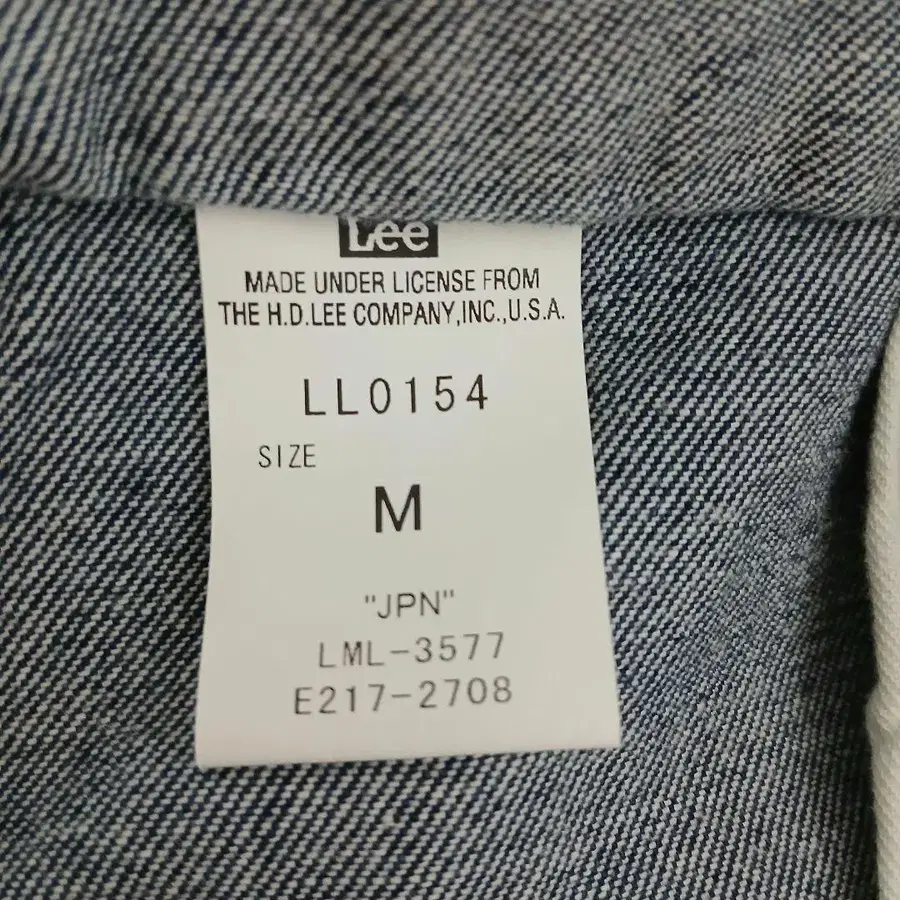 Lee
MADE UNDER LICENSE FROM
THE H.D.LEE COMPANY,INC.,U.S.A.
LL0154
SIZE
M
"JPN"
LML-3577
E217-2708